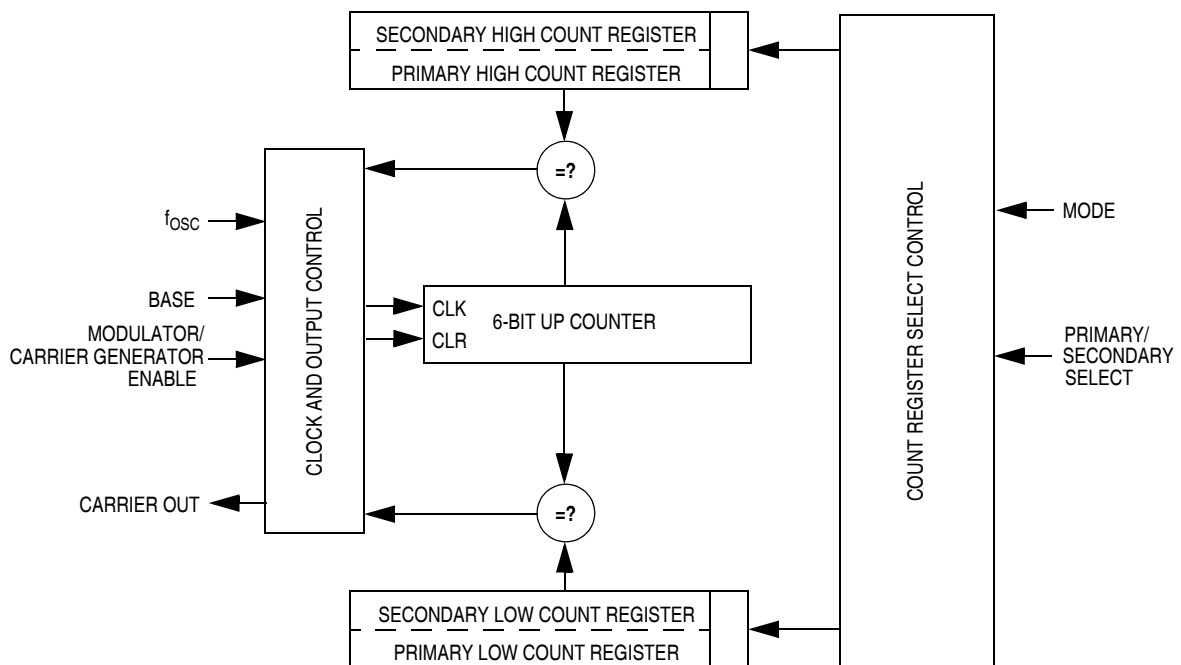 SECONDARY HIGH COUNT REGISTER
PRIMARY HIGH COUNT REGISTER
=?
fOSC
BASE
MODULATOR/
CARRIER GENERATOR
ENABLE
CARRIER OUT
CLOCK AND OUTPUT CONTROL
CLK
CLR
6-BIT UP COUNTER
=?
SECONDARY LOW COUNT REGISTER
PRIMARY LOW COUNT REGISTER
COUNT REGISTER SELECT CONTROL
MODE
PRIMARY/
SECONDARY
SELECT